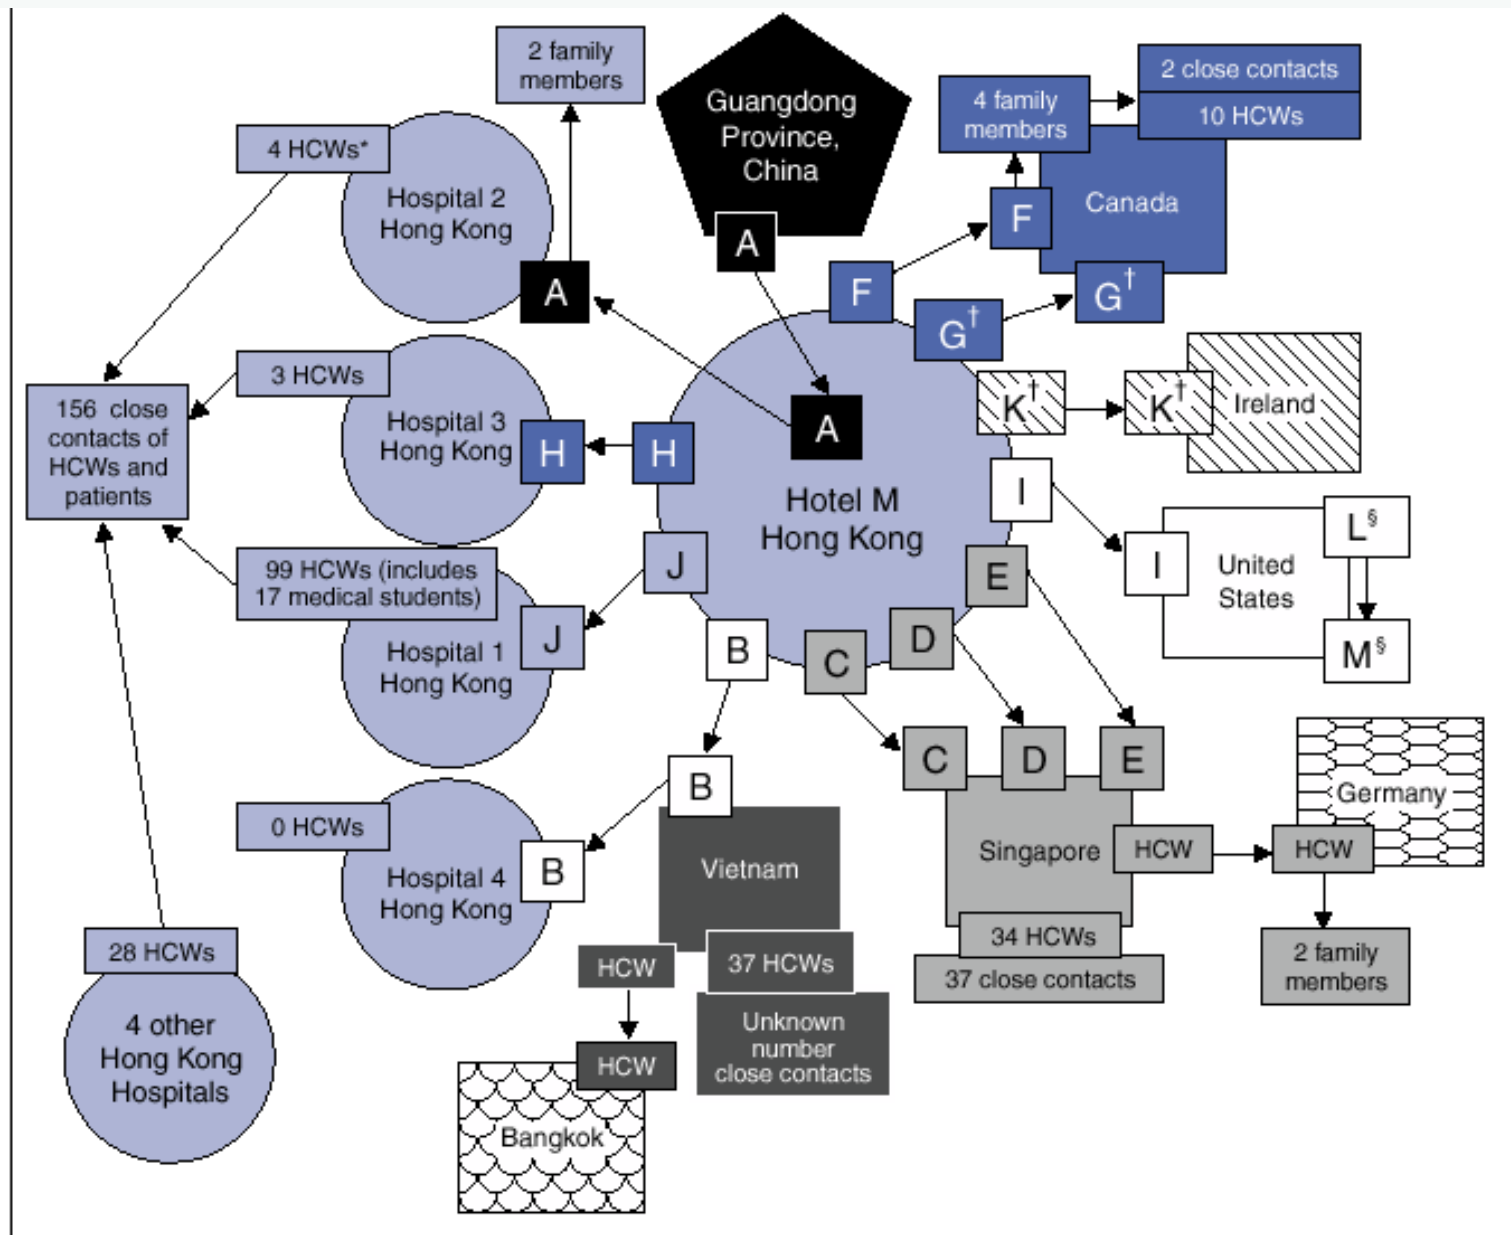 2 family
members
Guangdong
Province,
China
A
4 family
members
2 close contacts
10 HCWs
Canada
F
G†
4 HCWs*
Hospital 2
Hong Kong
A
F
G†
K†
K†
Ireland
3 HCWs
Hospital 3
Hong Kong
H
H
A
Hotel M
Hong Kong
I
I
United
States
L§
M§
156 close
contacts of
HCWs and
patients
99 HCWs (includes
17 medical students)
Hospital 1
Hong Kong
J
J
B
C
D
E
B
Vietnam
C
D
E
Singapore
HCW
HCW
Germany
0 HCWs
Hospital 4
Hong Kong
B
28 HCWs
4 other
Hong Kong
Hospitals
HCW
37 HCWs
Unknown
number
close contacts
HCW
Bangkok
34 HCWs
37 close contacts
2 family
members